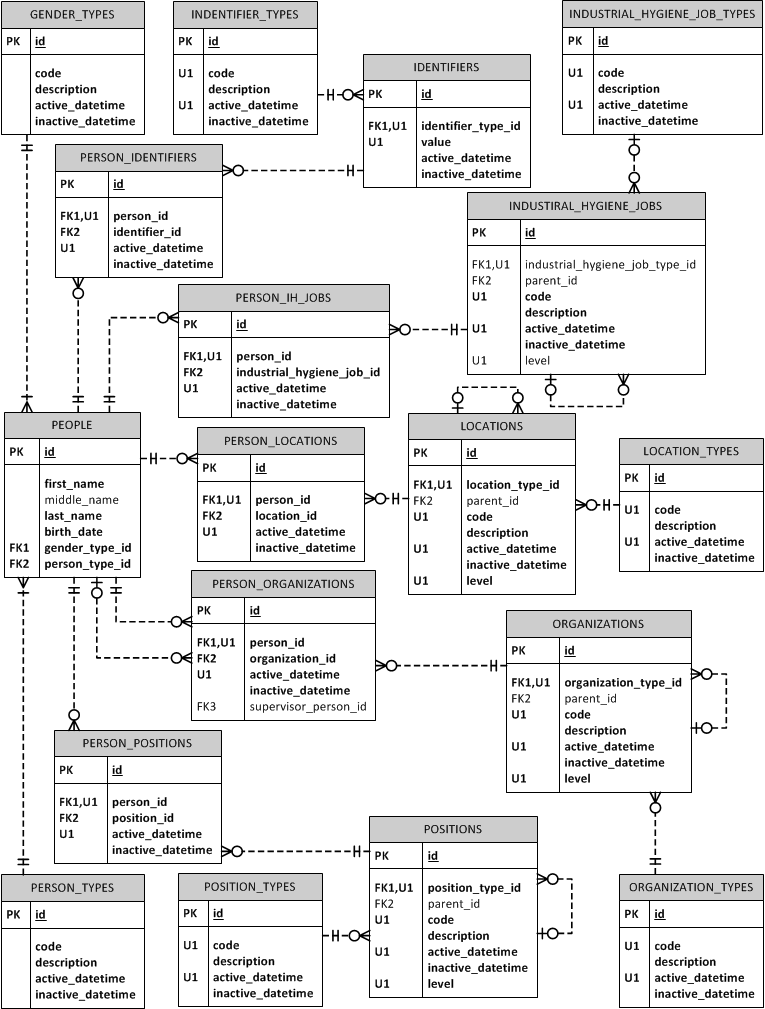 GENDER_TYPES
PK id
code
description
active_datetime
inactive_datetime
INDENTIFIER_TYPES
PK id
U1 code
description
U1 active_datetime
inactive_datetime
IDENTIFIERS
PK id
FK1,U1 identifier_type_id
U1 value
active_datetime
inactive_datetime
INDUSTRIAL_HYGIENE_JOB_TYPES
PK id
U1 code
description
U1 active_datetime
inactive_datetime
PERSON_IDENTIFIERS
PK id
FK1,U1 person_id
FK2 identifier_id
U1 active_datetime
inactive_datetime
INDUSTIRAL_HYGIENE_JOBS
PK id
FK1,U1 industrial_hygiene_job_type_id
FK2 parent_id
U1 code
description
U1 active_datetime
inactive_datetime
U1 level
PERSON_IH_JOBS
PK id
FK1,U1 person_id
FK2 industrial_hygiene_job_id
U1 active_datetime
inactive_datetime
PEOPLE
PK id
first_name
middle_name
last_name
birth_date
FK1 gender_type_id
FK2 person_type_id
PERSON_LOCATIONS
PK id
FK1,U1 person_id
FK2 location_id
U1 active_datetime
inactive_datetime
LOCATIONS
PK id
FK1,U1 location_type_id
FK2 parent_id
U1 code
description
U1 active_datetime
inactive_datetime
U1 level
LOCATION_TYPES
PK id
U1 code
description
U1 active_datetime
inactive_datetime
PERSON_ORGANIZATIONS
PK id
FK1,U1 person_id
FK2 organization_id
U1 active_datetime
inactive_datetime
FK3 supervisor_person_id
ORGANIZATIONS
PK id
FK1,U1 organization_type_id
FK2 parent_id
U1 code
description
U1 active_datetime
inactive_datetime
U1 level
PERSON_POSITIONS
PK id
FK1,U1 person_id
FK2 position_id
U1 active_datetime
inactive_datetime
POSITIONS
PK id
FK1,U1 position_type_id
FK2 parent_id
U1 code
description
U1 active_datetime
inactive_datetime
U1 level
PERSON_TYPES
PK id
code
description
active_datetime
inactive_datetime
POSITION_TYPES
PK id
U1 code
description
U1 active_datetime
inactive_datetime
ORGANIZATION_TYPES
PK id
U1 code
description
U1 active_datetime
inactive_datetime